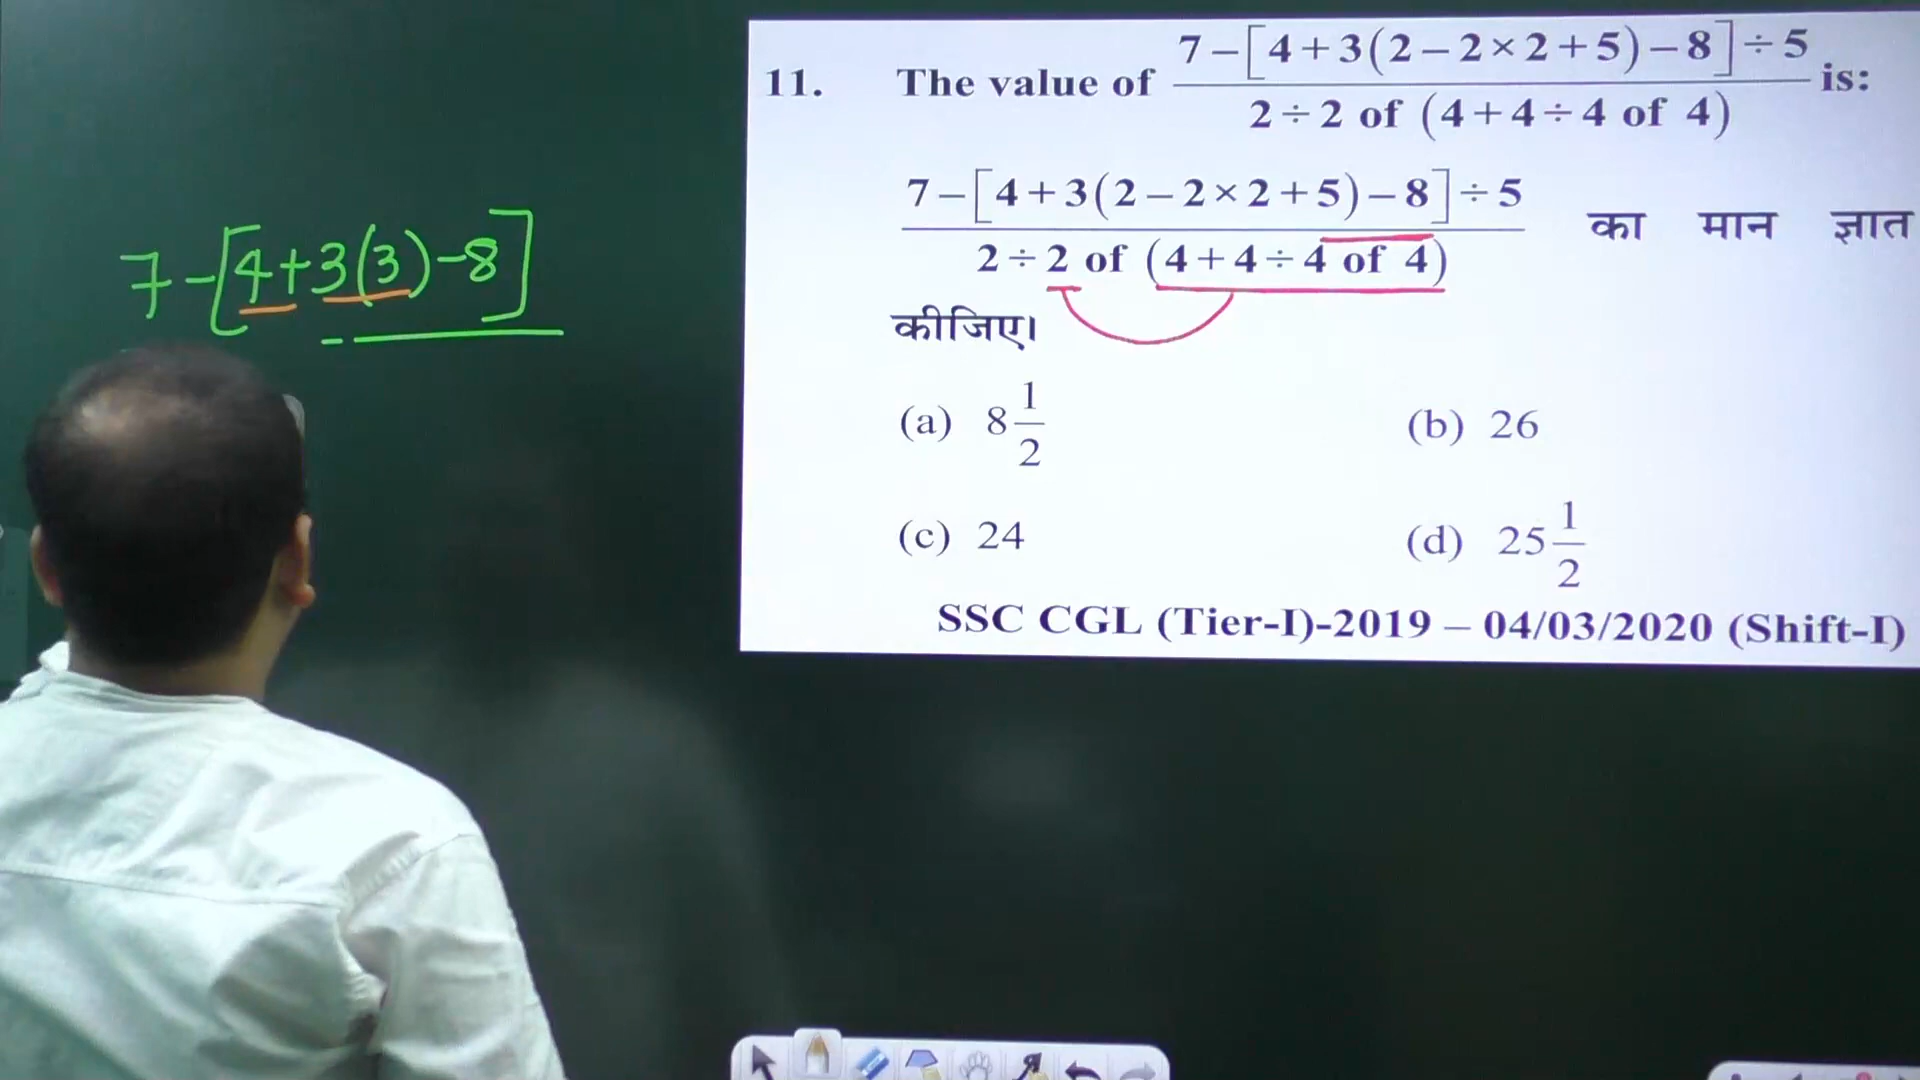 11. The value of 7−[4+3(2−2×2+5)−8]÷5 / 2÷2 of (4+4÷4 of 4) is:
7−[4+3(2−2×2+5)−8]÷5 / 2÷2 of (4+4÷4 of 4) का मान ज्ञात
कीजिए।
(a) 8 1/2
(b) 26
(c) 24
(d) 25 1/2
SSC CGL (Tier-I)-2019 – 04/03/2020 (Shift-I)
7-[4+3(3)-8]